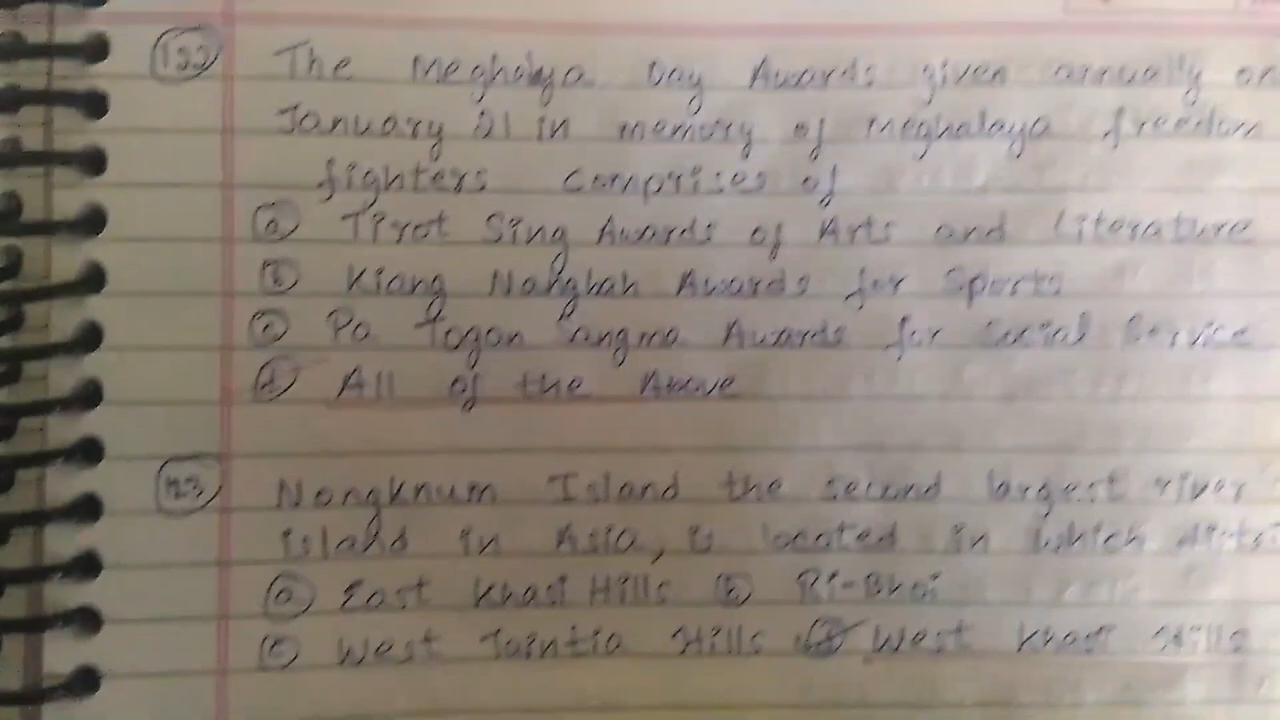 122 The Meghalaya Day Awards given annually on
January 21 in memory of Meghalaya freedom
fighters comprises of
a Tirot Sing Awards of Arts and Literature
b Kiang Nangbah Awards for Sports
c Pa Togan Sangma Awards for Social Service
d All of the Above
123 Nongknum Island the second largest river
island in Asia, is located in which
a East Khasi Hills b Ri-Bhoi
c West Jaintia Hills d West Khasi Hills